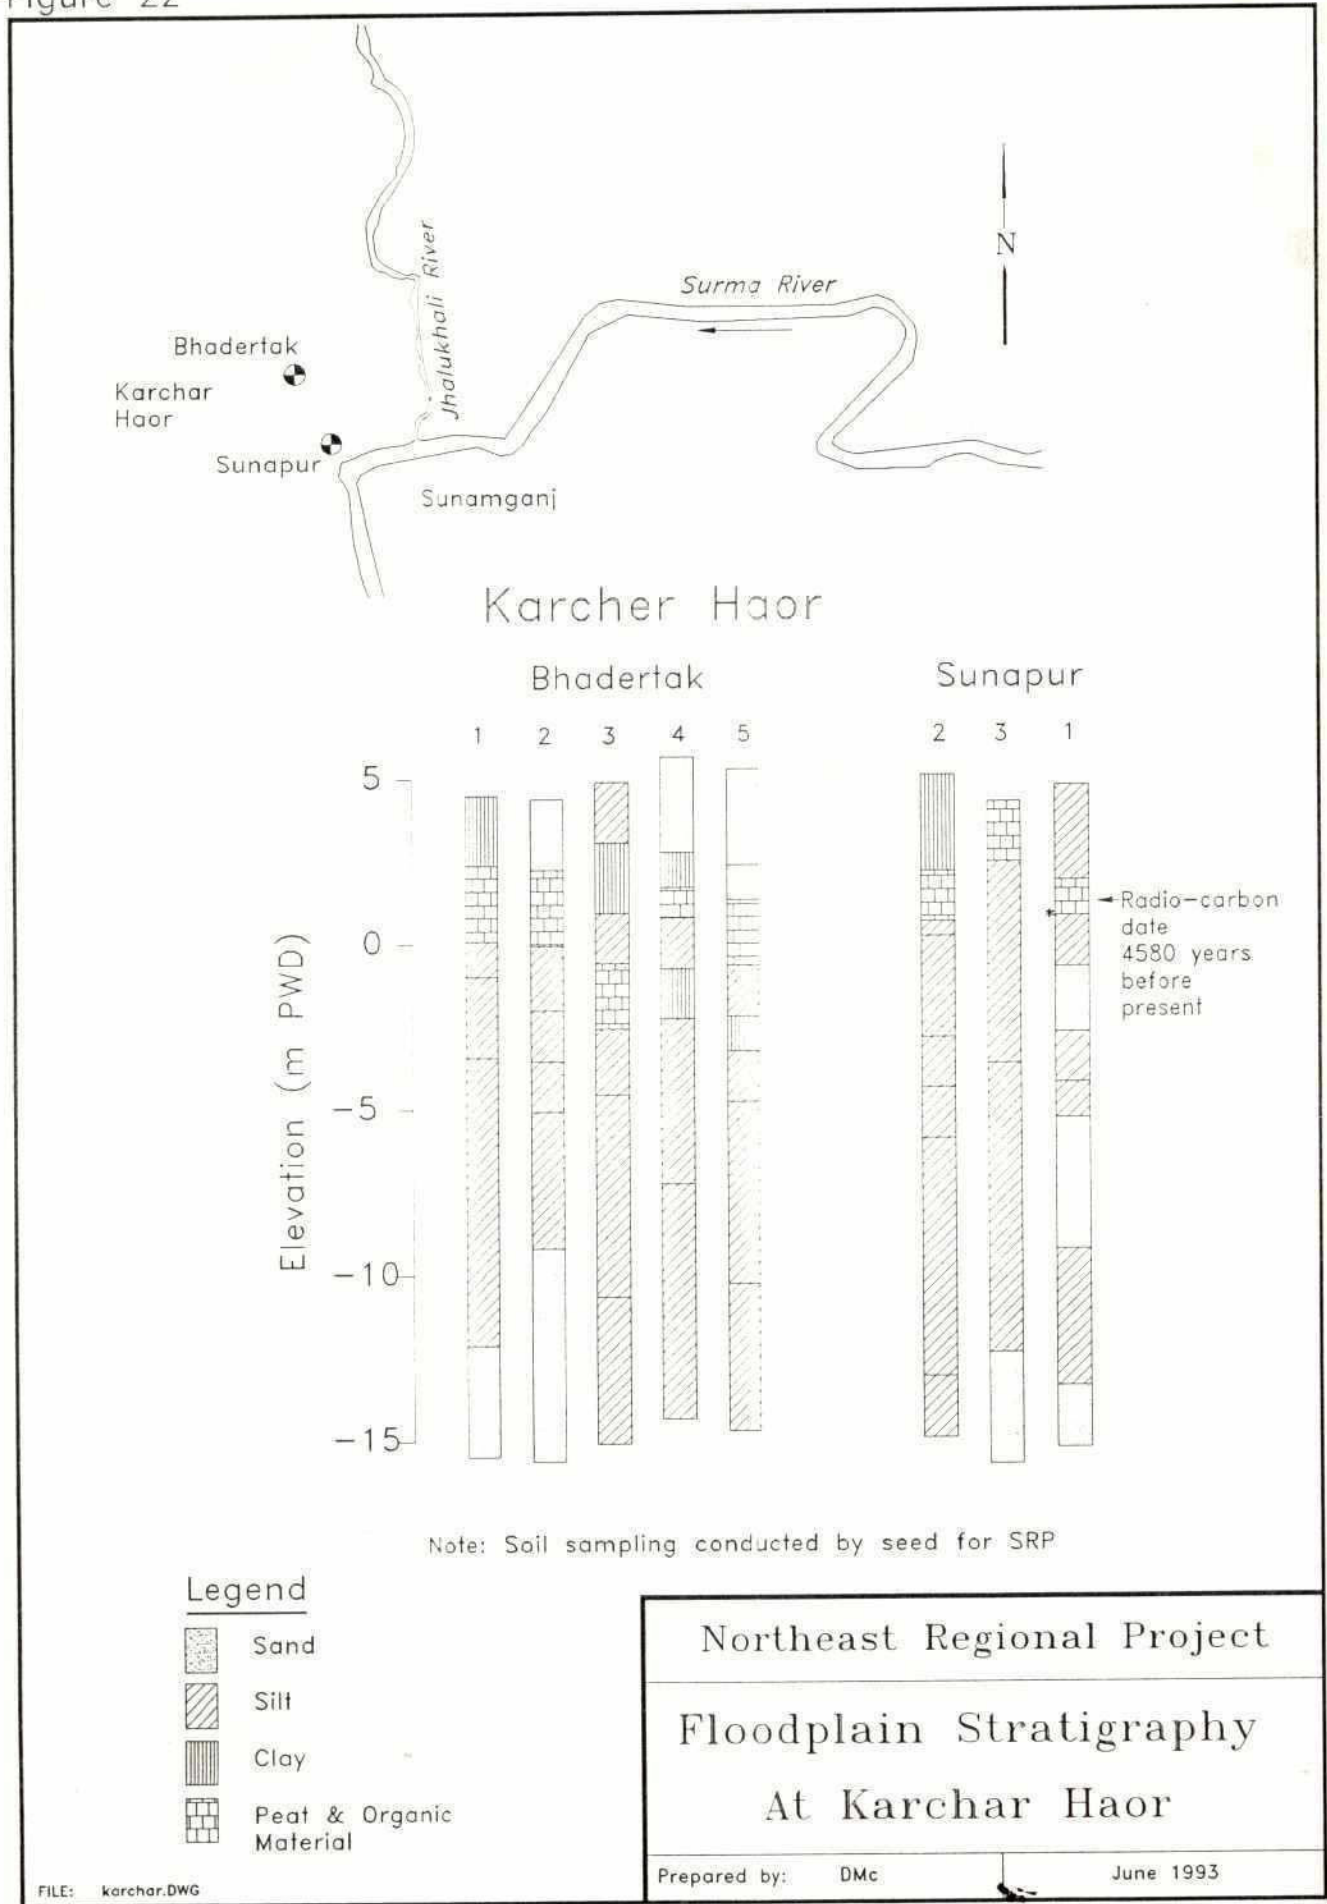 Figure 22
Jhalukhali River
Surma River
N
Bhadertak
Karchar
Haor
Sunapur
Sunamganj
Karcher Haor
Bhadertak
Sunapur
1 2 3 4 5 2 3 1
5
0
-5
-10
-15
Elevation (m PWD)
*
Radio-carbon
date
4580 years
before
present
Note: Soil sampling conducted by seed for SRP
Legend
Sand
Silt
Clay
Peat & Organic
Material
Northeast Regional Project
Floodplain Stratigraphy
At Karchar Haor
Prepared by: DMc
June 1993
FILE: karchar.DWG